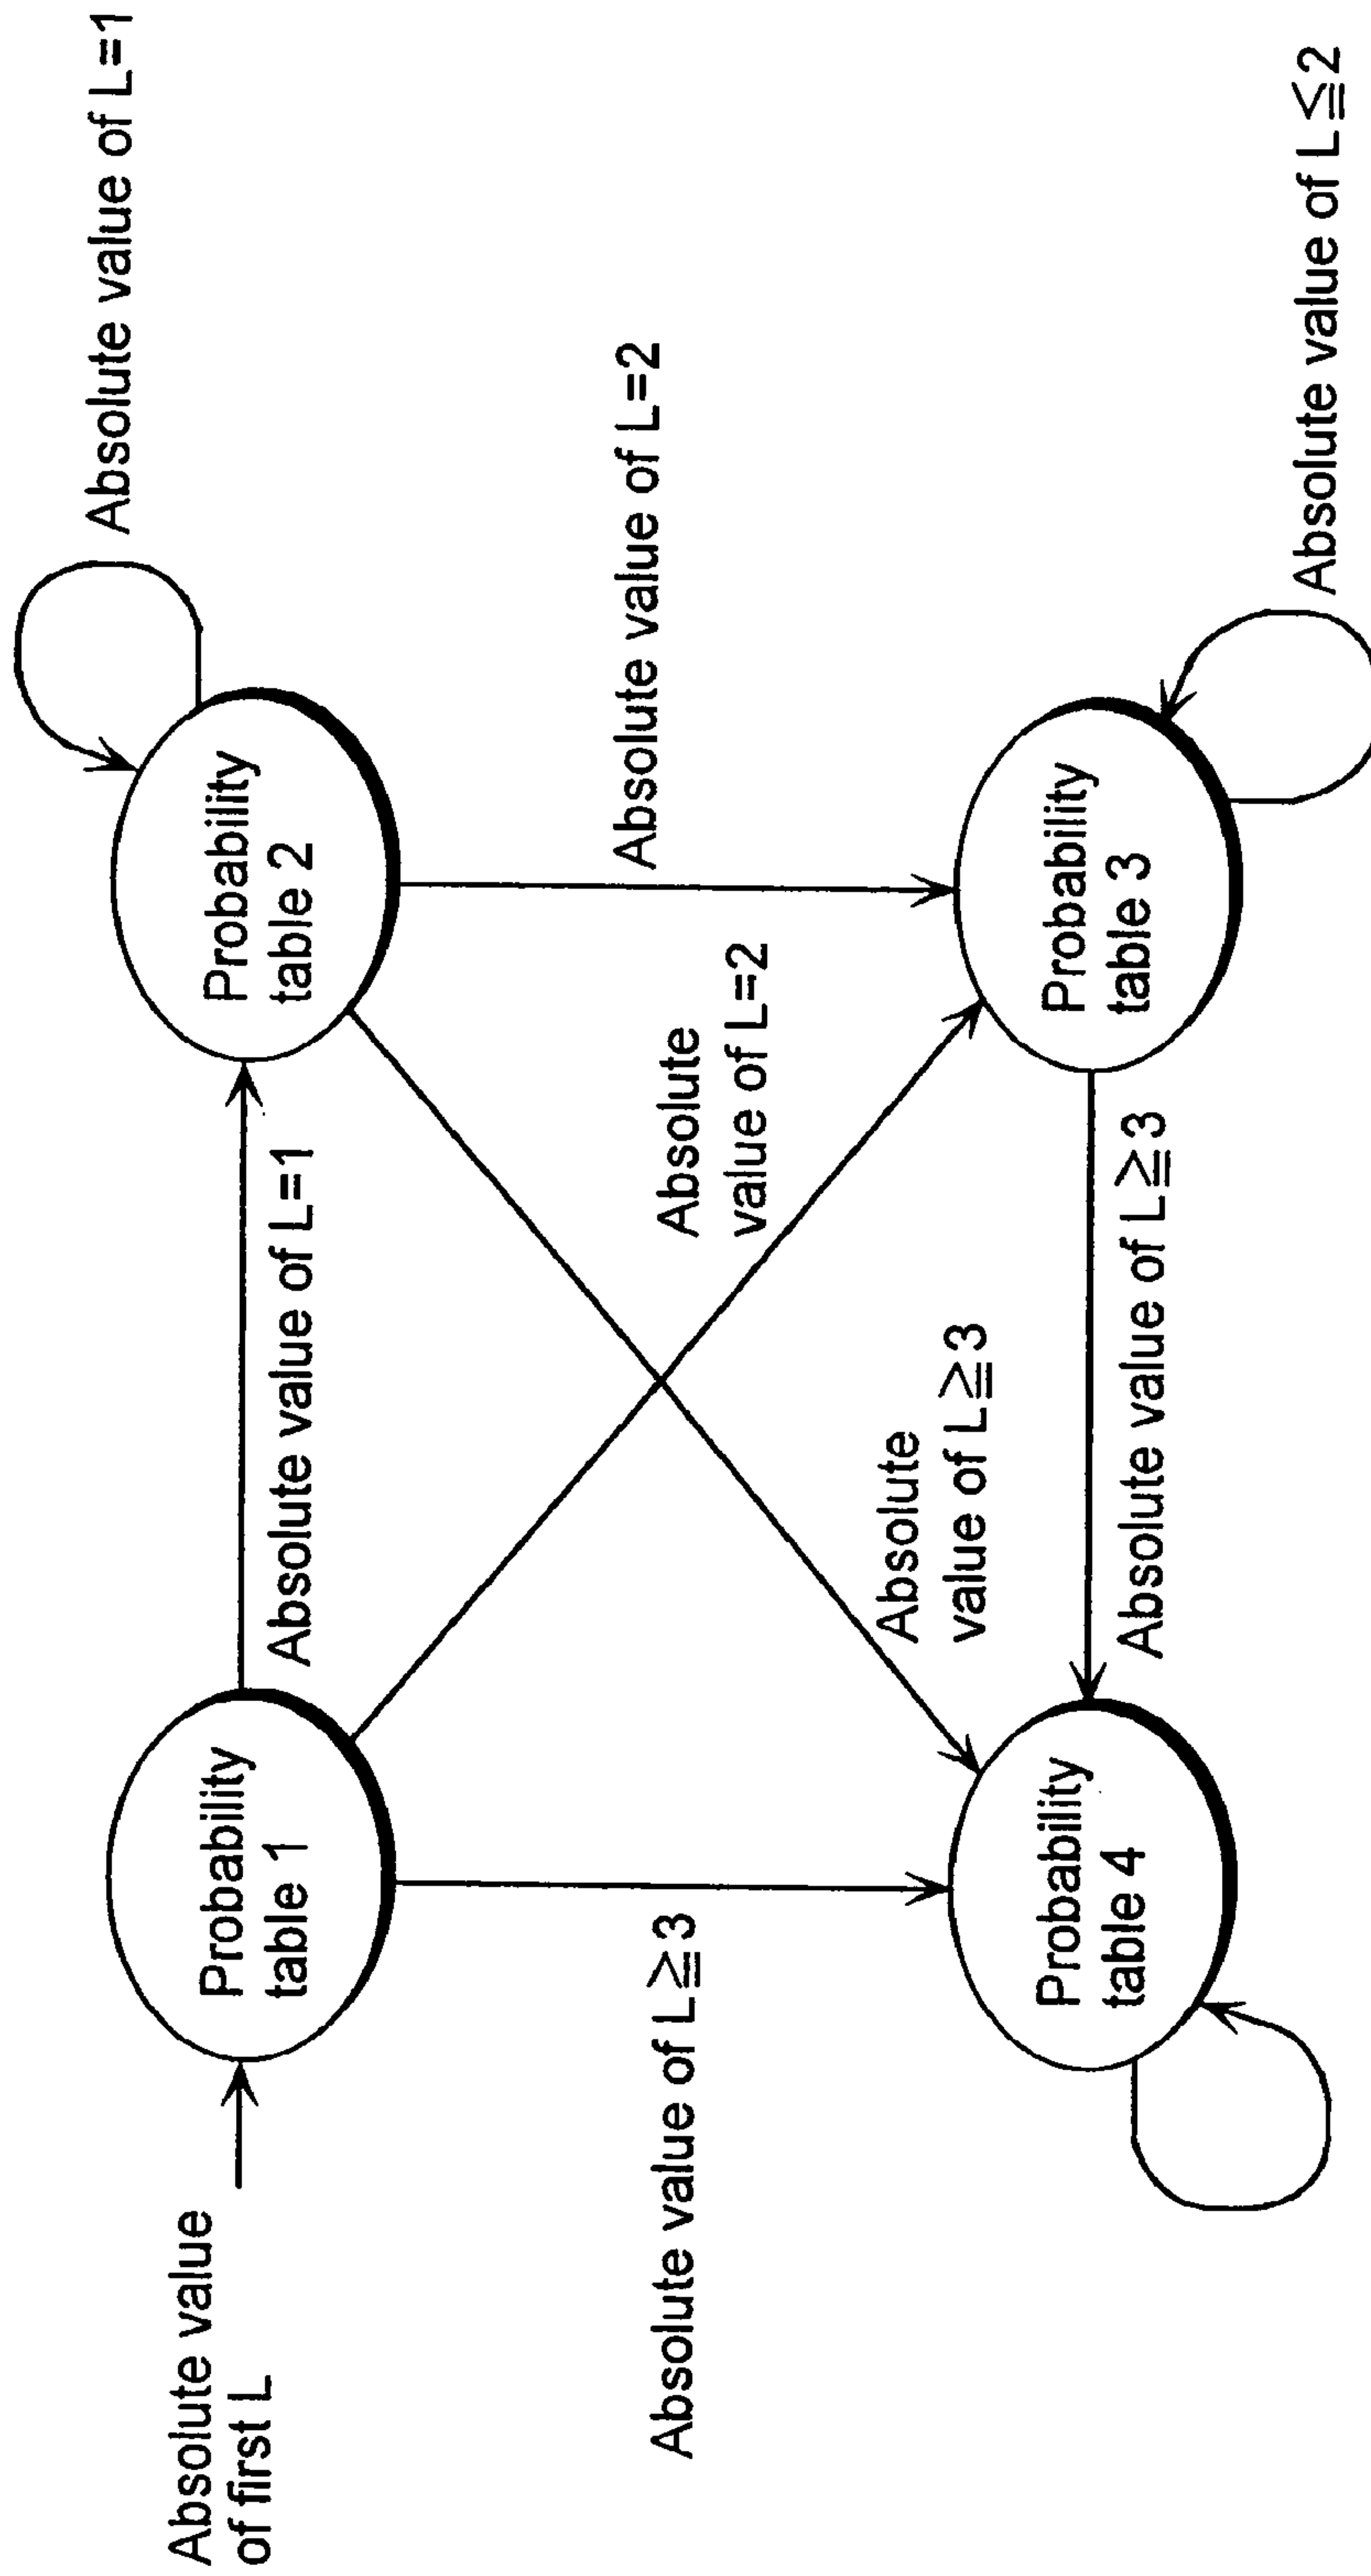 Absolute value
of first L
Probability
table 1
Absolute value of L=1
Probability
table 2
Absolute value of L=1
Absolute value of L≧3
Absolute
value of L=2
Absolute value of L=2
Absolute
value of L≧3
Probability
table 4
Absolute value of L≧3
Probability
table 3
Absolute value of L≦2